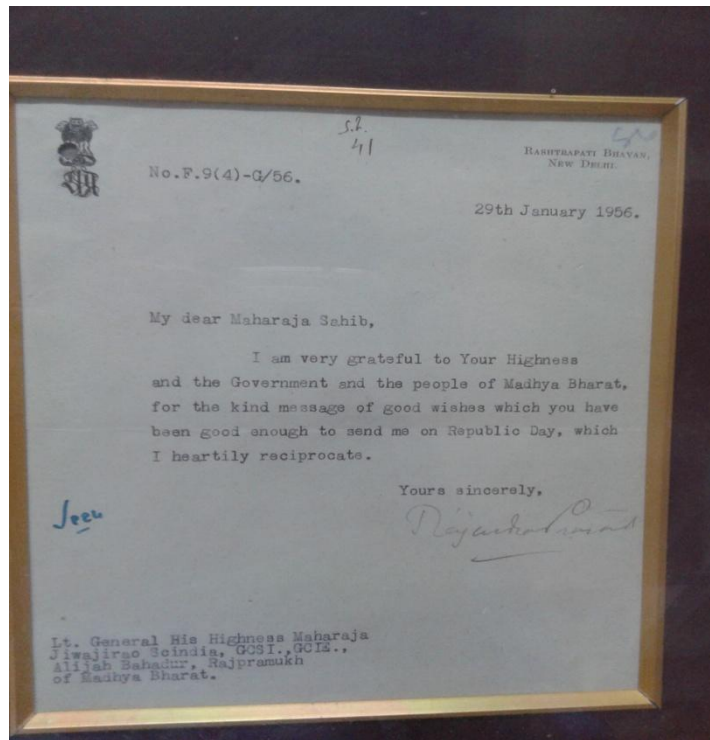 41
RASHTRAPATI BHAVAN,
NEW DELHI.
No.F.9(4)-G/56.
29th January 1956.
My dear Maharaja Sahib,
I am very grateful to Your Highness
and the Government and the people of Madhya Bharat,
for the kind message of good wishes which you have
been good enough to send me on Republic Day, which
I heartily reciprocate.
Yours sincerely,
Rajendra Prasad
Seen
Lt. General His Highness Maharaja
Jiwajirao Scindia, GCSI.,GCIE.,
Alijah Bahadur, Rajpramukh
of Madhya Bharat.